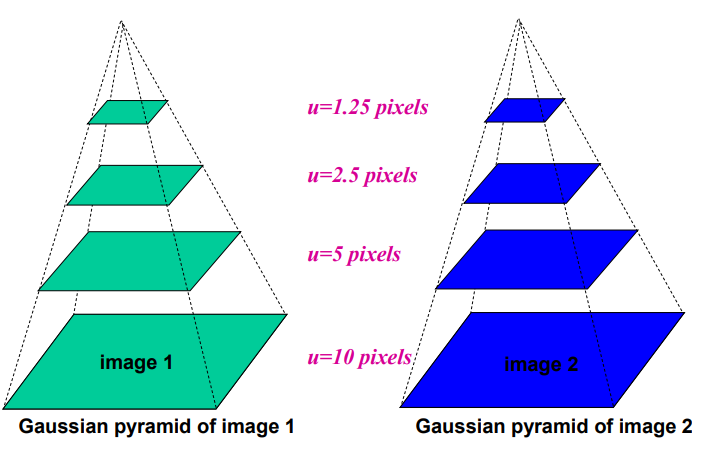 u=1.25 pixels
u=2.5 pixels
u=5 pixels
image 1
u=10 pixels
image 2
Gaussian pyramid of image 1
Gaussian pyramid of image 2